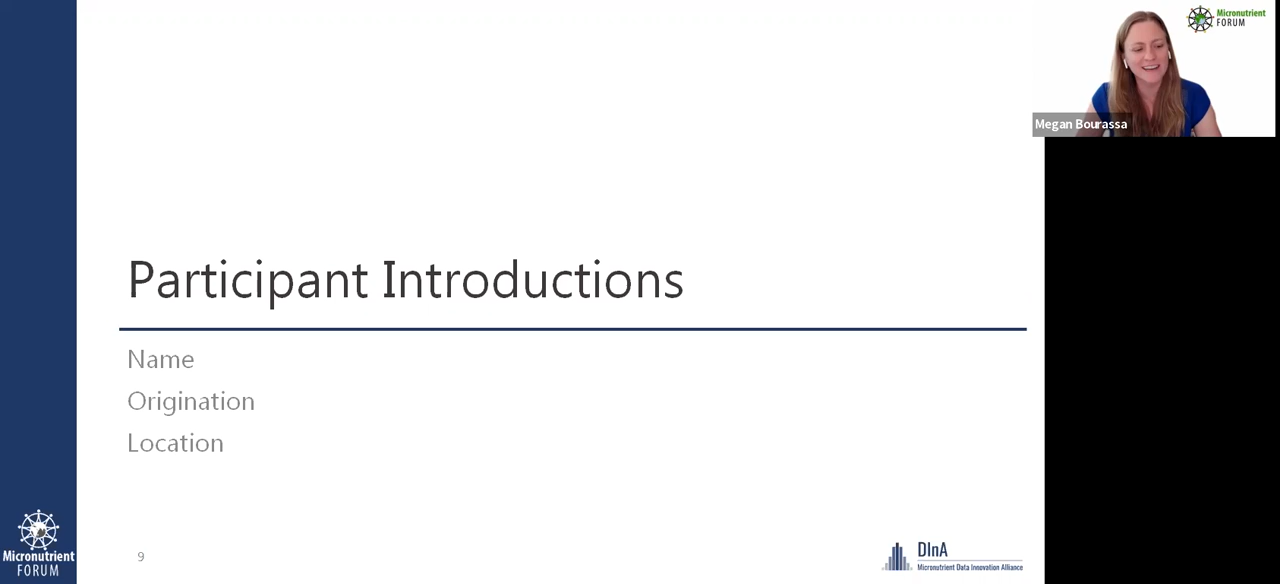 Micronutrient
FORUM
Megan Bourassa
Participant Introductions
Name
Origination
Location
Micronutrient
FORUM
9
DInA
Micronutrient Data Innovation Alliance